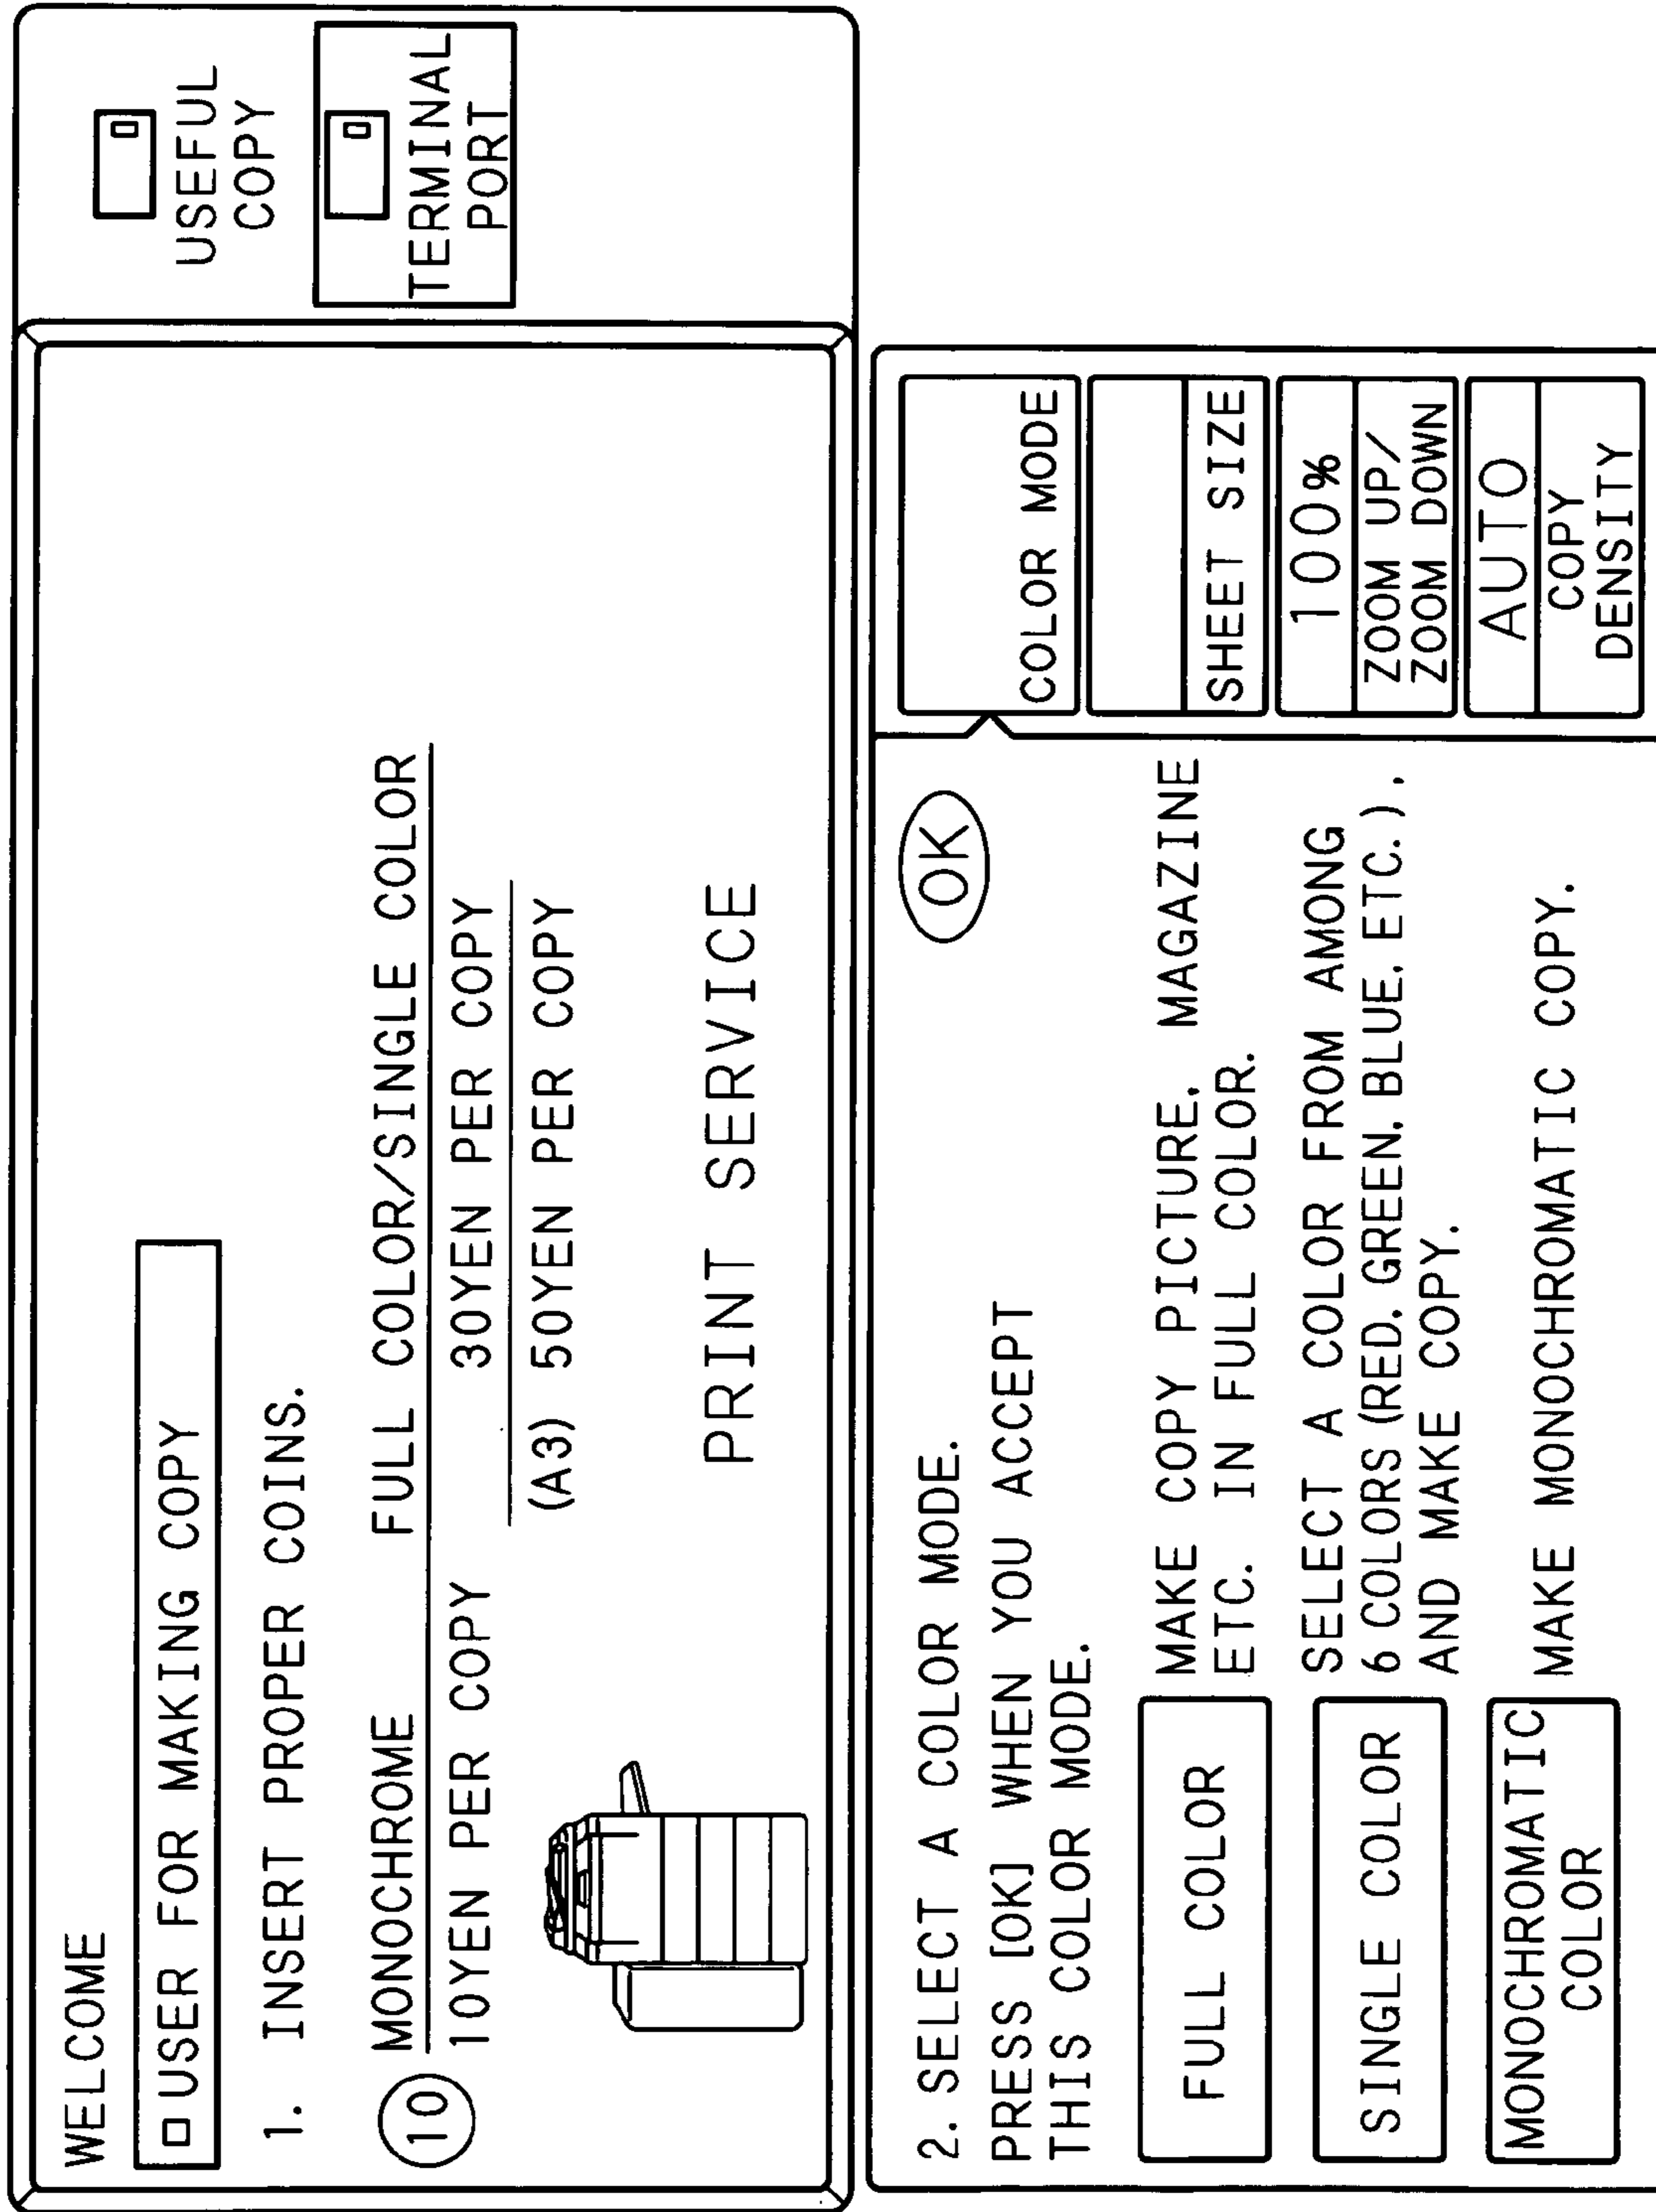 WELCOME
USER FOR MAKING COPY
1. INSERT PROPER COINS.
10
MONOCHROME FULL COLOR/SINGLE COLOR
10YEN PER COPY 30YEN PER COPY
(A3) 50YEN PER COPY
PRINT SERVICE
USEFUL
COPY
TERMINAL
PORT
2. SELECT A COLOR MODE.
OK
PRESS [OK] WHEN YOU ACCEPT
THIS COLOR MODE.
FULL COLOR
MAKE COPY PICTURE, MAGAZINE
ETC. IN FULL COLOR.
SINGLE COLOR
SELECT A COLOR FROM AMONG
6 COLORS (RED, GREEN, BLUE, ETC.),
AND MAKE COPY.
MONOCHROMATIC
COLOR
MAKE MONOCHROMATIC COPY.
COLOR MODE
SHEET SIZE
100%
ZOOM UP/
ZOOM DOWN
AUTO
COPY
DENSITY